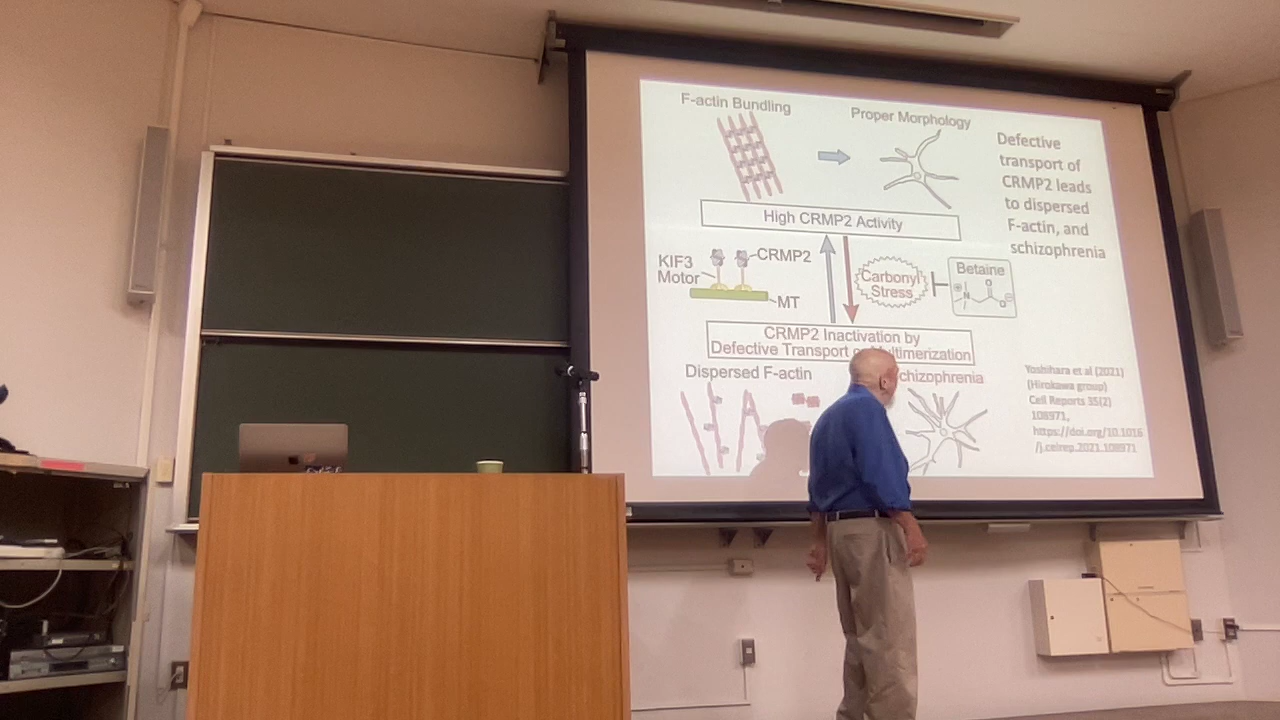 F-actin Bundling
Proper Morphology
Defective
transport of
CRMP2 leads
to dispersed
F-actin, and
schizophrenia
High CRMP2 Activity
KIF3
Motor
CRMP2
MT
Carbonyl
Stress
Betaine
N
O
O
CRMP2 Inactivation by
Defective Transport Multimerization
Dispersed F-actin
chizophrenia
Yoshihara et al (2021)
(Hirokawa group)
Cell Reports 35(2)
108971,
https://doi.org/10.1016
/j.celrep.2021.108971